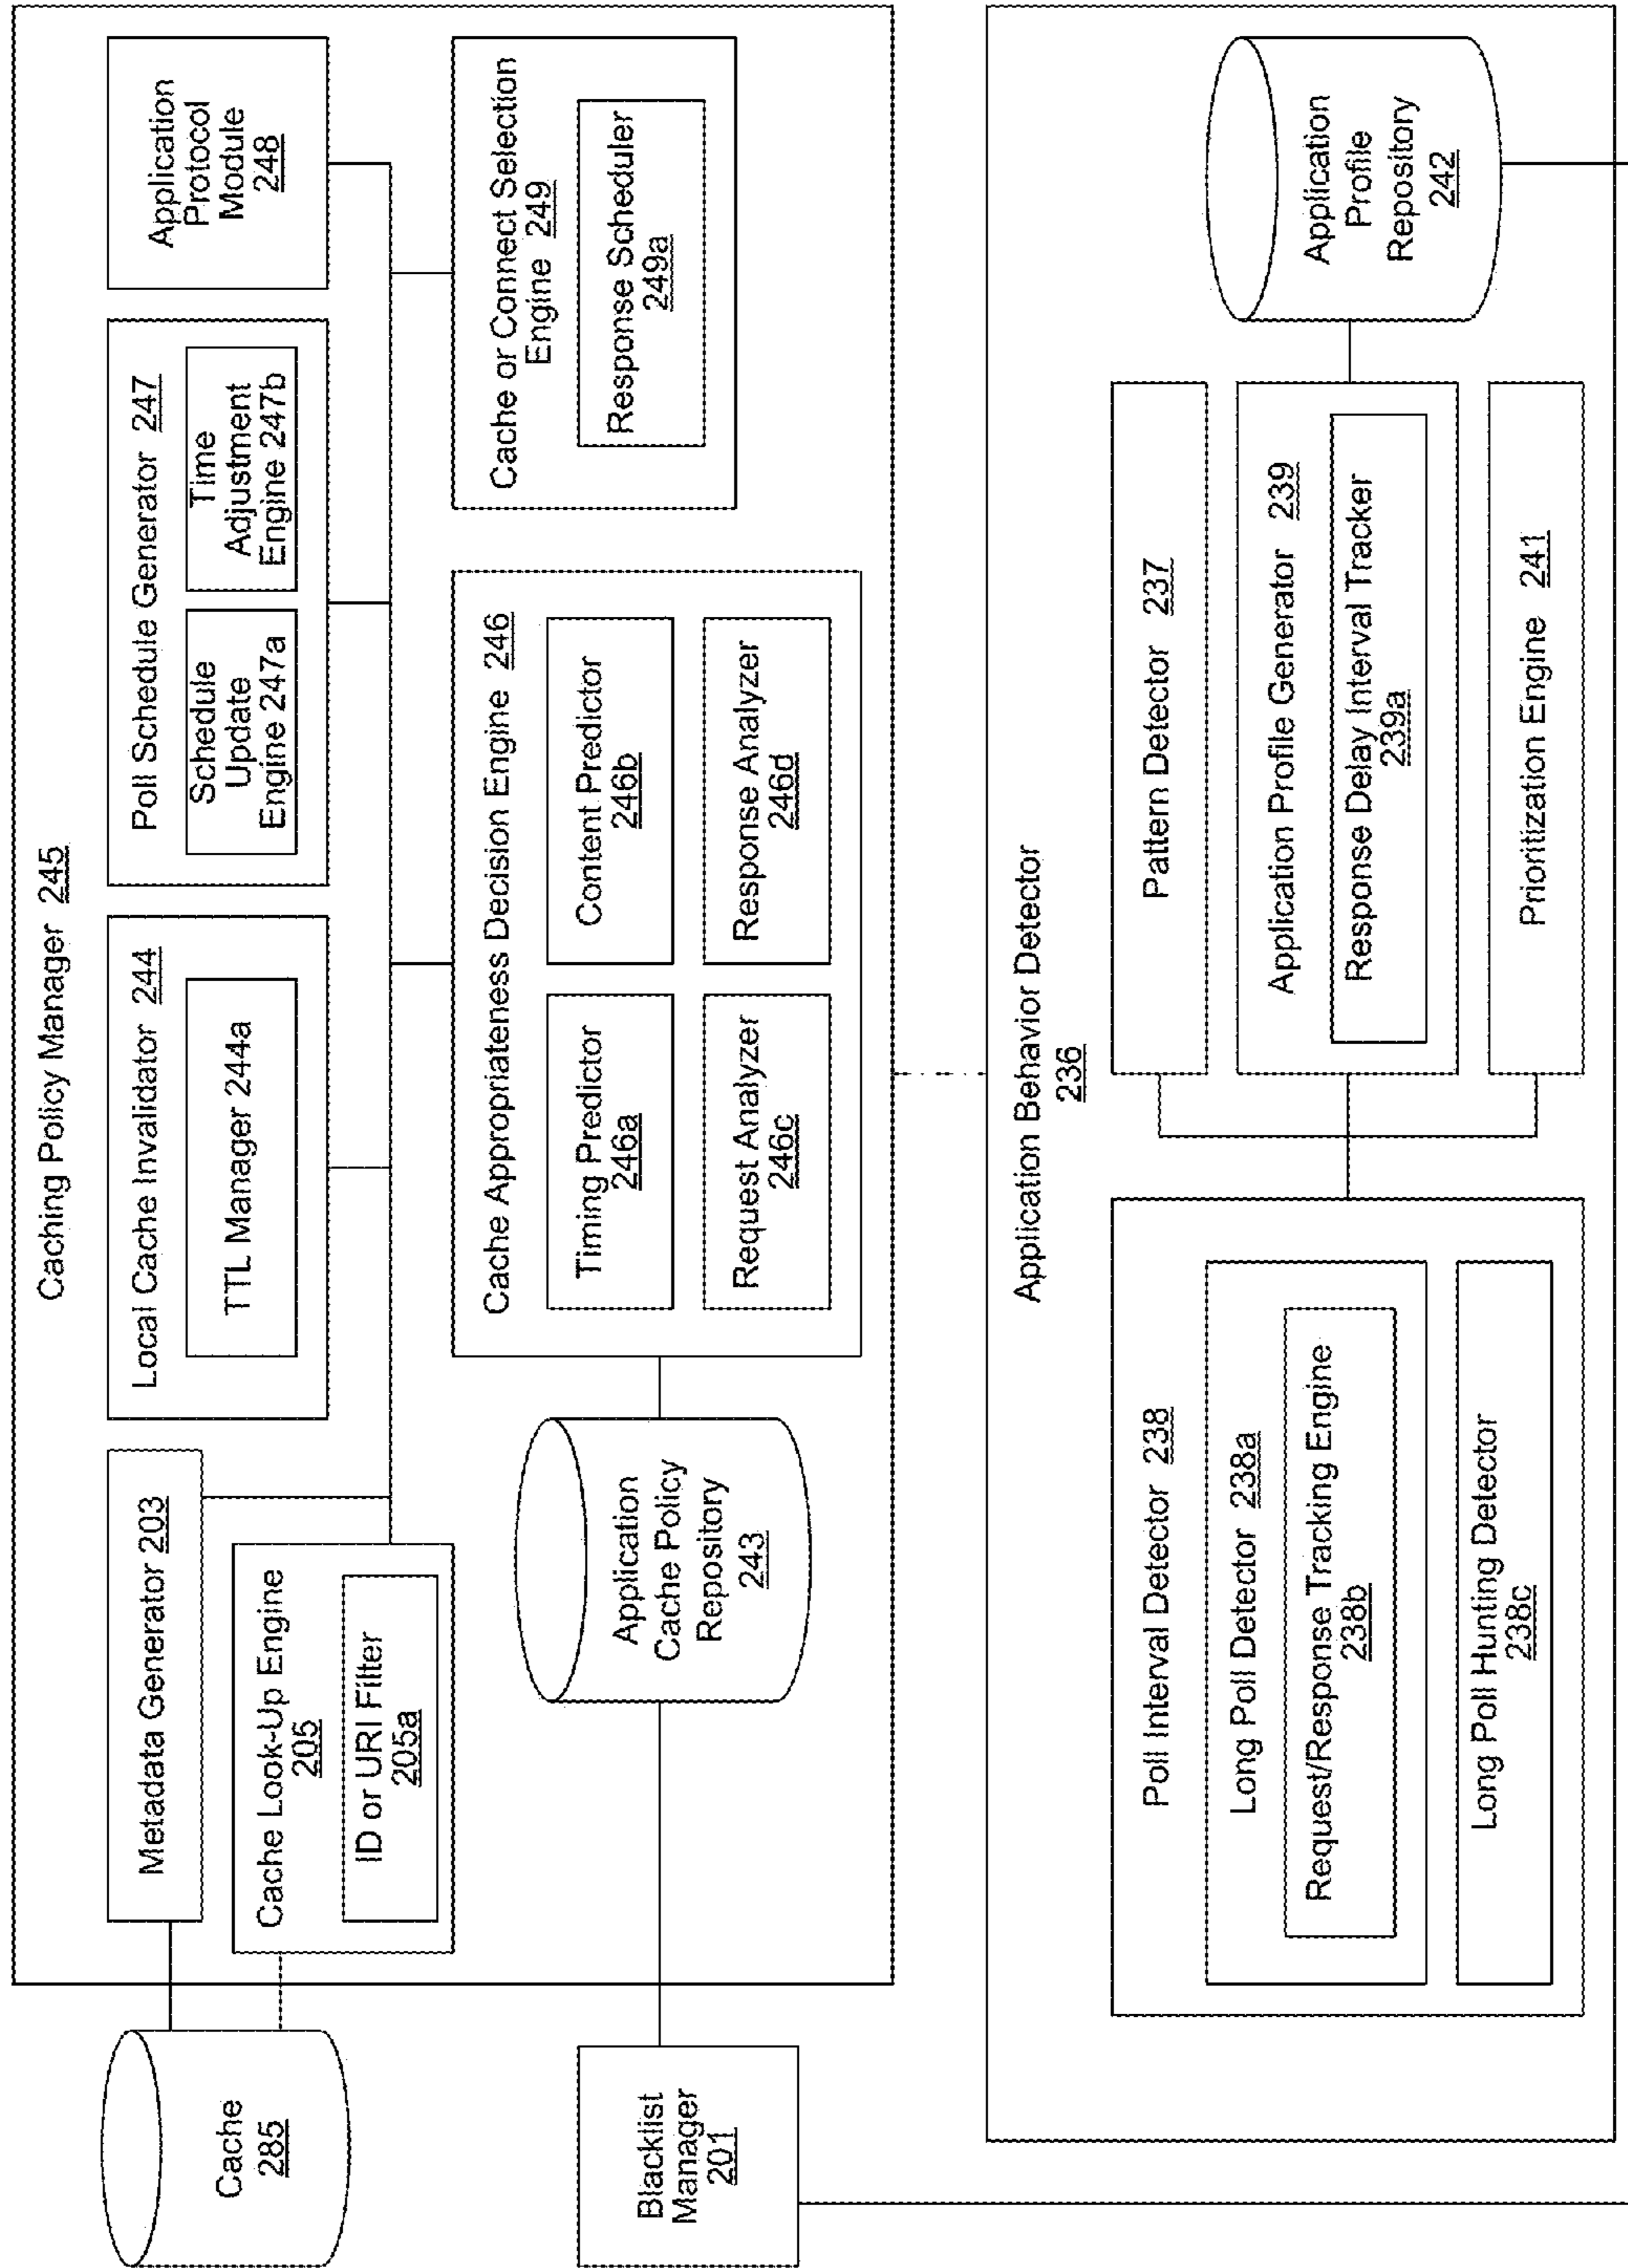 Caching Policy Manager 245
Metadata Generator 203
Local Cache Invalidator 244
TTL Manager 244a
Poll Schedule Generator 247
Schedule
Update
Engine 247a
Time
Adjustment
Engine 247b
Application
Protocol
Module
248
Cache
285
Cache Look-Up Engine
205
ID or URI Filter
205a
Cache Appropriateness Decision Engine 246
Timing Predictor
246a
Content Predictor
246b
Request Analyzer
246c
Response Analyzer
246d
Cache or Connect Selection
Engine 249
Response Scheduler
249a
Application
Cache Policy
Repository
243
Blacklist
Manager
201
Application Behavior Detector
236
Poll Interval Detector 238
Long Poll Detector 238a
Request/Response Tracking Engine
238b
Long Poll Hunting Detector
238c
Pattern Detector 237
Application Profile Generator 239
Response Delay Interval Tracker
239a
Prioritization Engine 241
Application
Profile
Repository
242